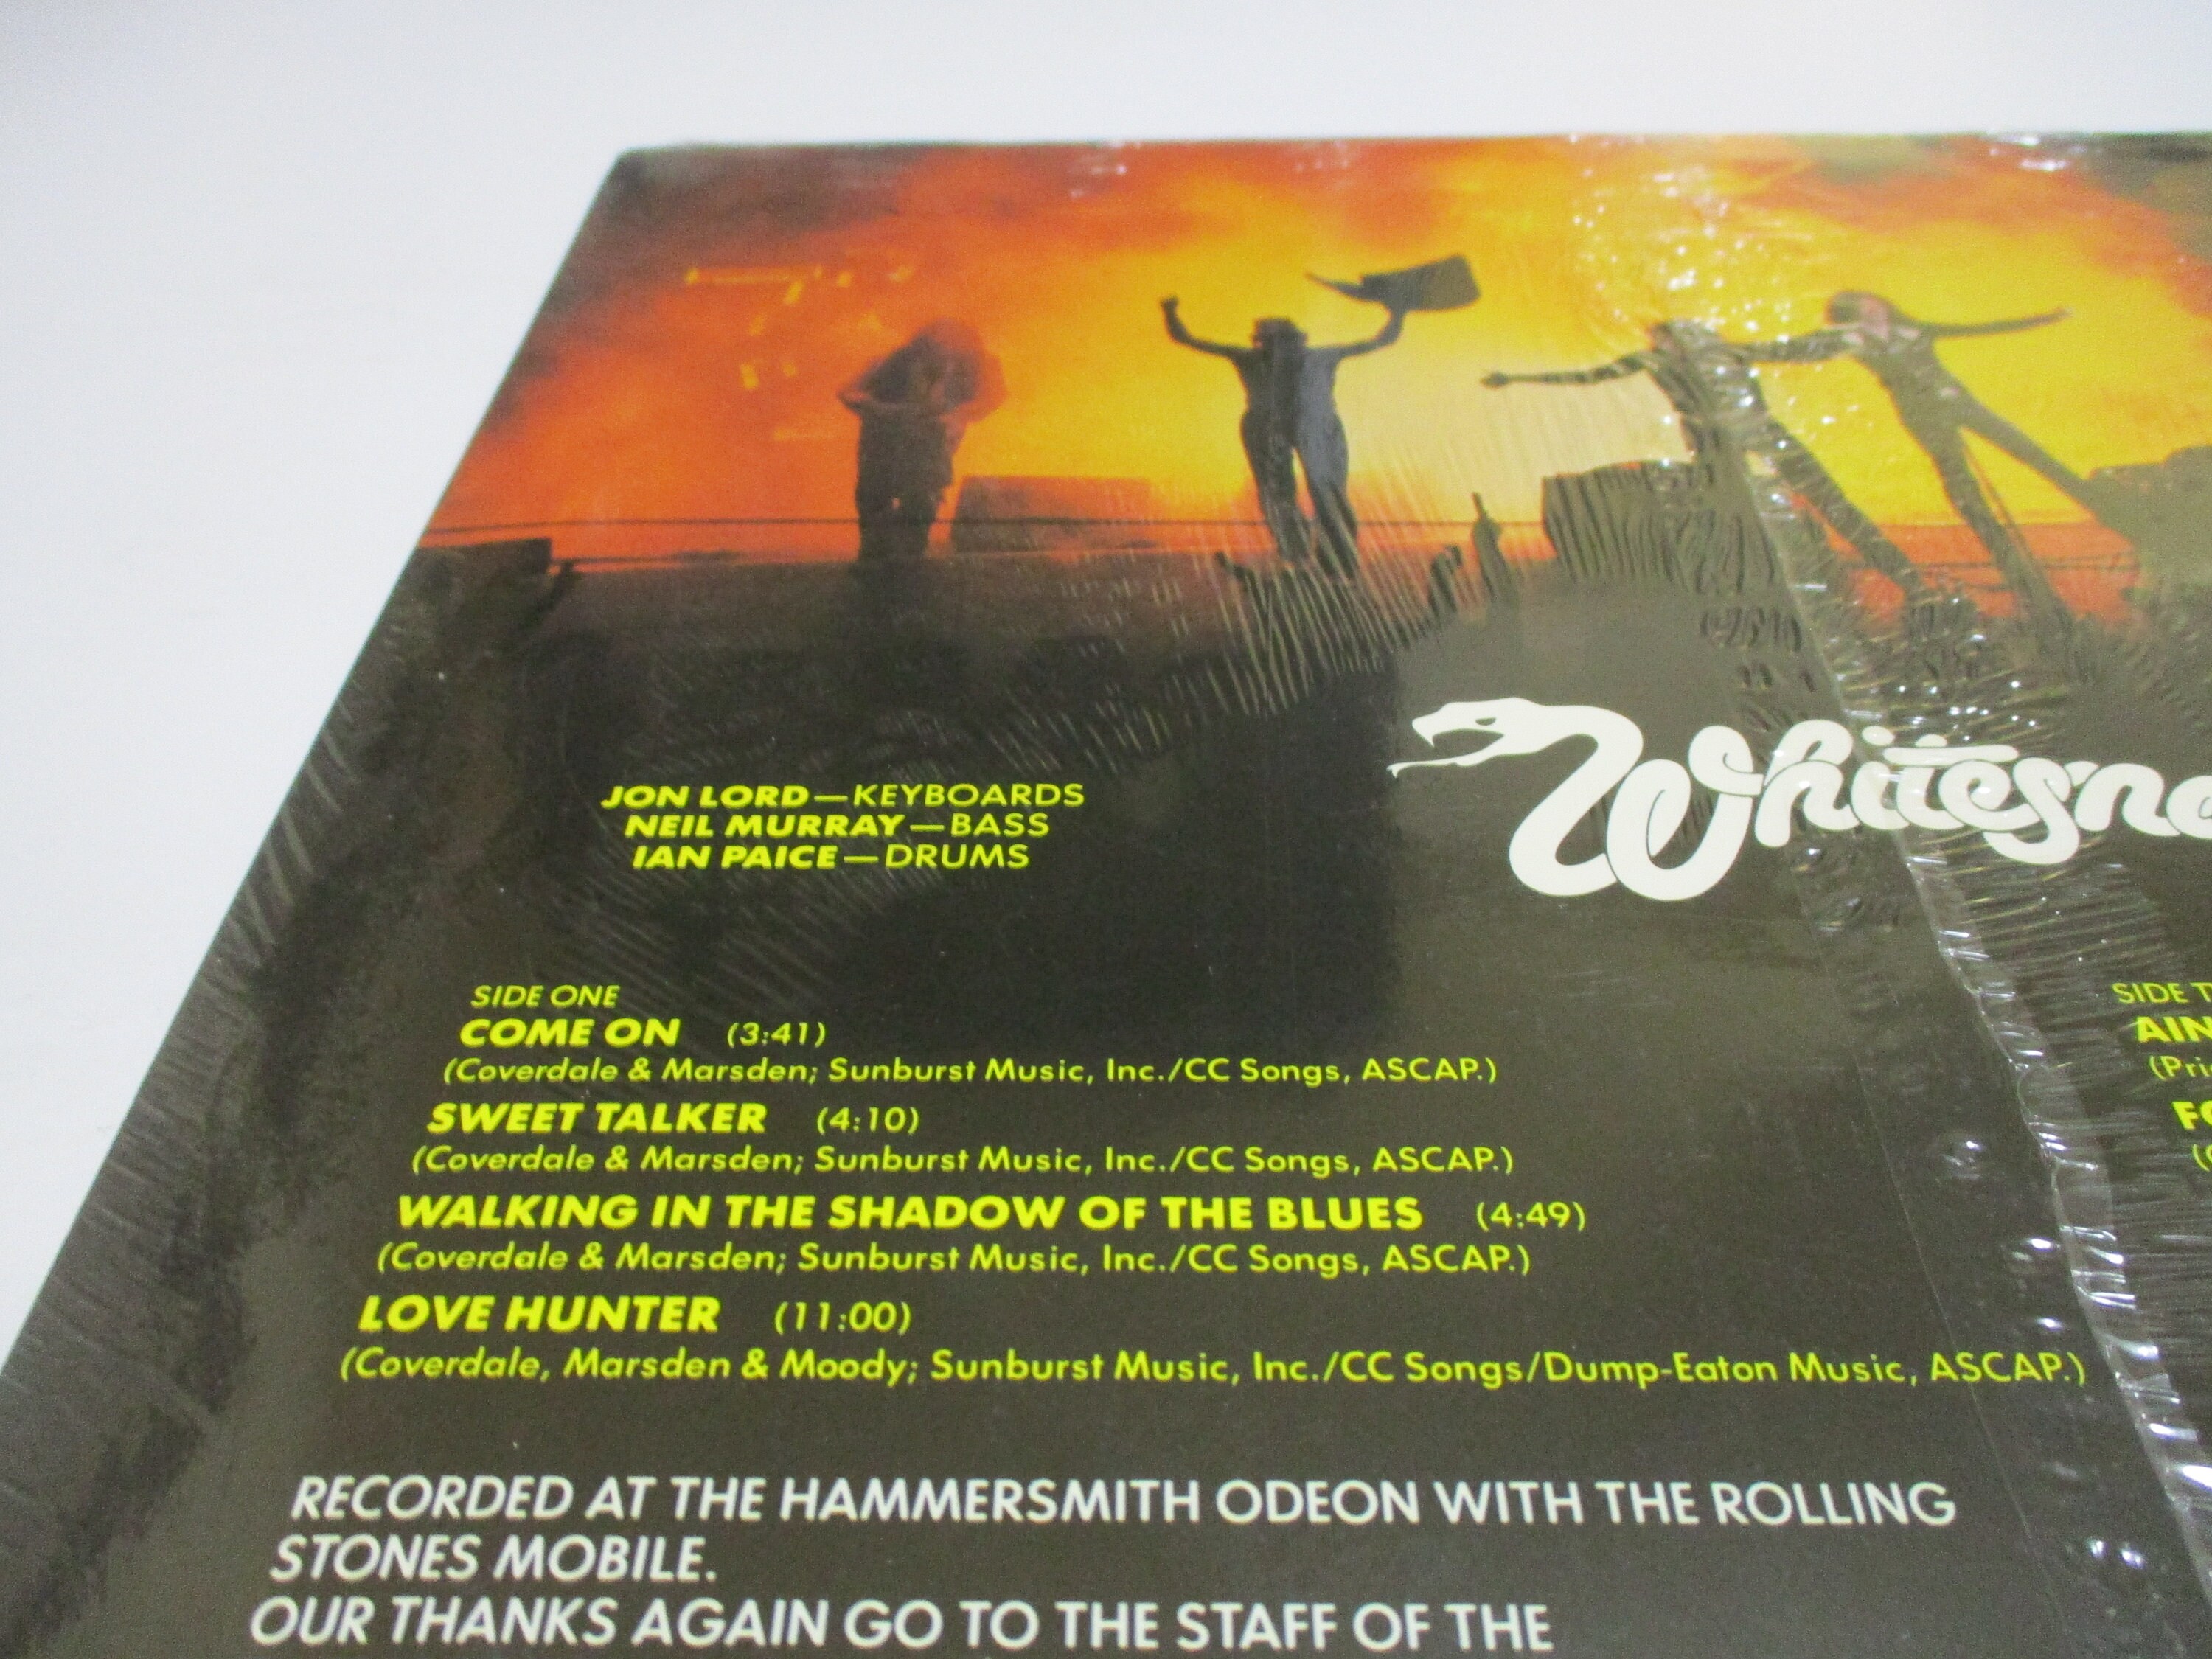 JON LORD—KEYBOARDS
NEIL MURRAY—BASS
IAN PAICE—DRUMS
SIDE ONE
COME ON (3:41)
(Coverdale & Marsden; Sunburst Music, Inc./CC Songs, ASCAP.)
SWEET TALKER (4:10)
(Coverdale & Marsden; Sunburst Music, Inc./CC Songs, ASCAP.)
WALKING IN THE SHADOW OF THE BLUES (4:49)
(Coverdale & Marsden; Sunburst Music, Inc./CC Songs, ASCAP.)
LOVE HUNTER (11:00)
(Coverdale, Marsden & Moody; Sunburst Music, Inc./CC Songs/Dump-Eaton Music, ASCAP.)
RECORDED AT THE HAMMERSMITH ODEON WITH THE ROLLING
STONES MOBILE.
OUR THANKS AGAIN GO TO THE STAFF OF THE
SIDE
AIN